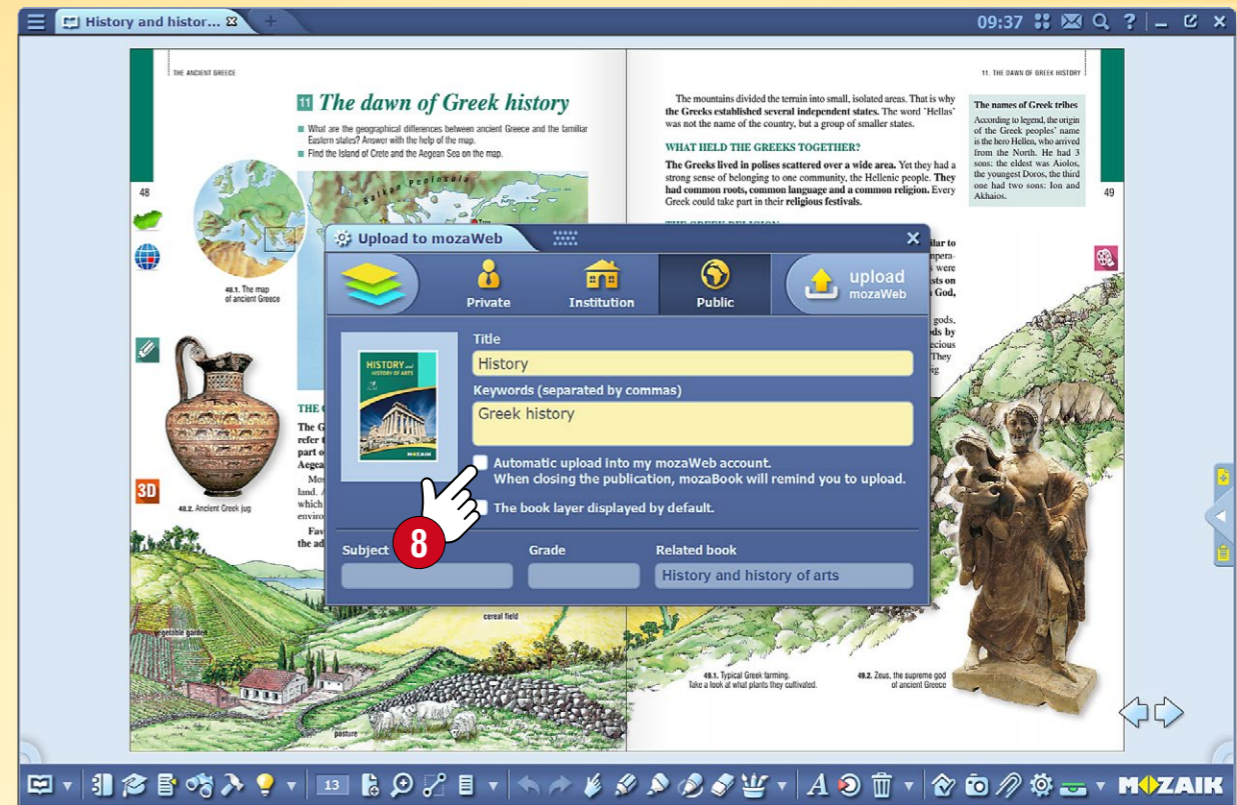 History and histor...
09:37
THE ANCIENT GREECE
11 The dawn of Greek history
What are the geographical differences between ancient Greece and the familiar
Eastern states? Answer with the help of the map.
Find the Island of Crete and the Aegean Sea on the map.
48
Balkan Peninsula
48.1. The map
of ancient Greece
3D
48.2. Ancient Greek jug
vegetable garden
cereal field
pasture
11. THE DAWN OF GREEK HISTORY
The mountains divided the terrain into small, isolated areas. That is why
the Greeks established several independent states. The word "Hellas"
was not the name of the country, but a group of smaller states.
WHAT HELD THE GREEKS TOGETHER?
The Greeks lived in polises scattered over a wide area. Yet they had a
strong sense of belonging to one community, the Hellenic people. They
had common roots, common language and a common religion. Every
Greek could take part in their religious festivals.
The names of Greek tribes
According to legend, the origin
of the Greek peoples' name
is the hero Hellen, who arrived
from the North. He had 3
sons: the eldest was Aiolos,
the youngest Doros, the third
one had two sons: Ion and
Akhaios.
49
Upload to mozaWeb
Private
Institution
Public
upload
mozaWeb
HISTORY and
HISTORY OF ARTS
MOZAIK
Title
History
Keywords (separated by commas)
Greek history
Automatic upload into my mozaWeb account.
When closing the publication, mozaBook will remind you to upload.
The book layer displayed by default.
8
Subject
Grade
Related book
History and history of arts
49.1. Typical Greek farming.
Take a look at what plants they cultivated.
49.2. Zeus, the supreme god
of ancient Greece
13
A
MOZAIK